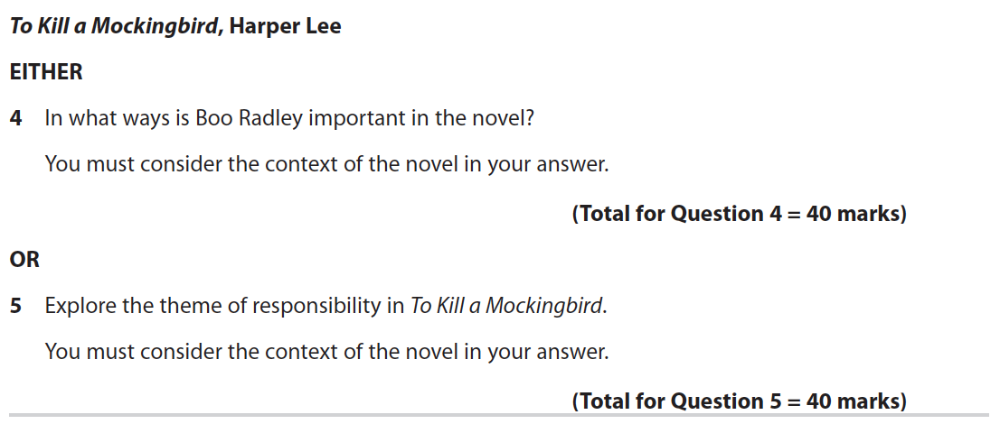 To Kill a Mockingbird, Harper Lee
EITHER
4 In what ways is Boo Radley important in the novel?
You must consider the context of the novel in your answer.
(Total for Question 4 = 40 marks)
OR
5 Explore the theme of responsibility in To Kill a Mockingbird.
You must consider the context of the novel in your answer.
(Total for Question 5 = 40 marks)